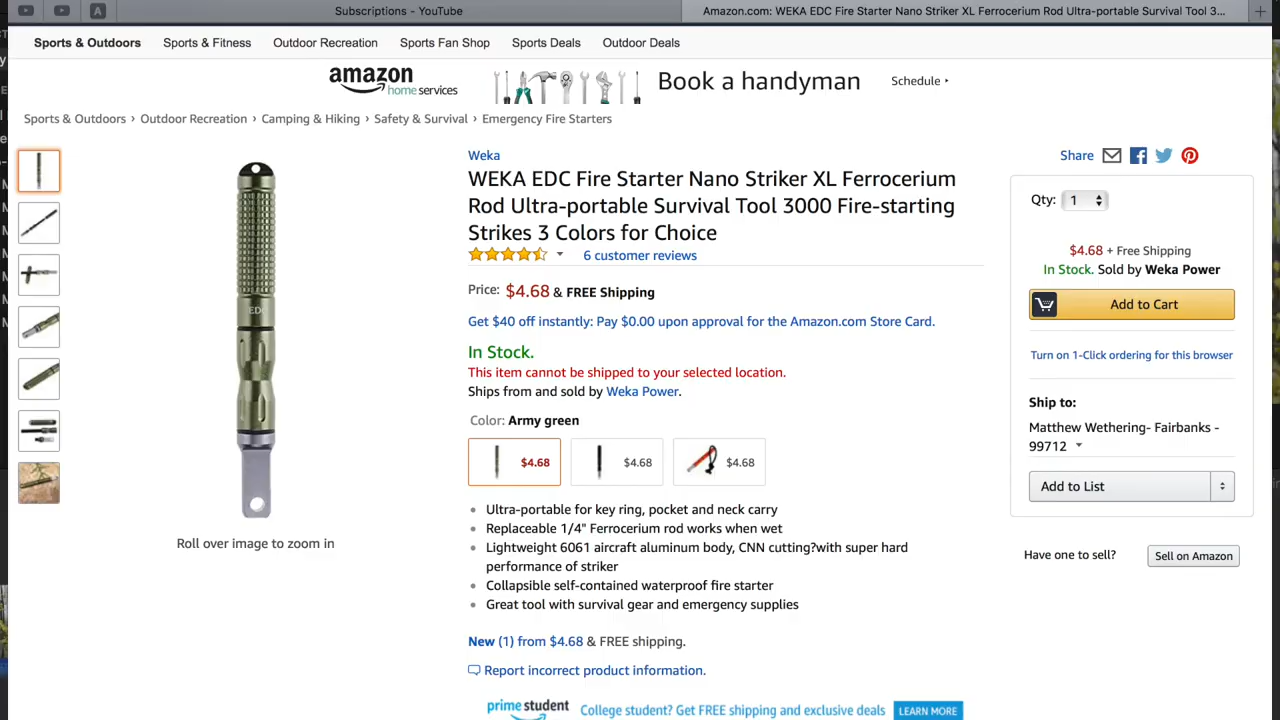 Subscriptions - YouTube
Amazon.com: WEKA EDC Fire Starter Nano Striker XL Ferrocerium Rod Ultra-portable Survival Tool 3...
Sports & Outdoors Sports & Fitness Outdoor Recreation Sports Fan Shop Sports Deals Outdoor Deals
amazon home services
Book a handyman
Schedule ‣
Sports & Outdoors › Outdoor Recreation › Camping & Hiking › Safety & Survival › Emergency Fire Starters
Weka
WEKA EDC Fire Starter Nano Striker XL Ferrocerium
Rod Ultra-portable Survival Tool 3000 Fire-starting
Strikes 3 Colors for Choice
6 customer reviews
Price: $4.68 & FREE Shipping
Get $40 off instantly: Pay $0.00 upon approval for the Amazon.com Store Card.
In Stock.
This item cannot be shipped to your selected location.
Ships from and sold by Weka Power.
Color: Army green
$4.68 $4.68 $4.68
• Ultra-portable for key ring, pocket and neck carry
• Replaceable 1/4" Ferrocerium rod works when wet
• Lightweight 6061 aircraft aluminum body, CNN cutting?with super hard
performance of striker
• Collapsible self-contained waterproof fire starter
• Great tool with survival gear and emergency supplies
New (1) from $4.68 & FREE shipping.
Report incorrect product information.
prime student College student? Get FREE shipping and exclusive deals LEARN MORE
EDC
Roll over image to zoom in
Share
Qty: 1
$4.68 + Free Shipping
In Stock. Sold by Weka Power
Add to Cart
Turn on 1-Click ordering for this browser
Ship to:
Matthew Wethering- Fairbanks -
99712
Add to List
Have one to sell? Sell on Amazon